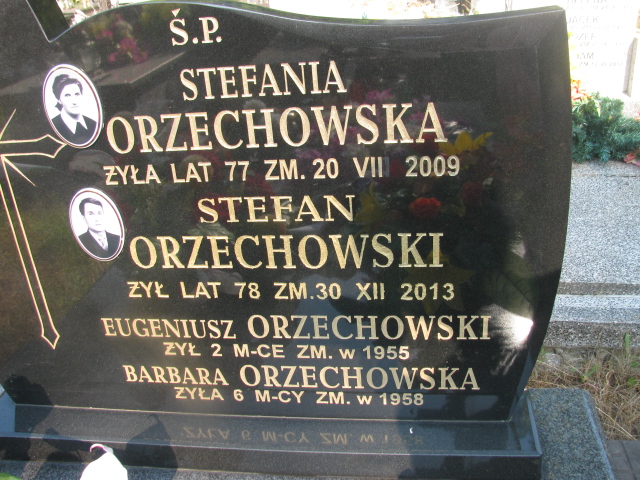 Ś.P.
STEFANIA
ORZECHOWSKA
ŻYŁA LAT 77 ZM. 20 VII 2009
STEFAN
ORZECHOWSKI
ŻYŁ LAT 78 ZM.30 XII 2013
EUGENIUSZ ORZECHOWSKI
ŻYŁ 2 M-CE ZM. w 1955
BARBARA ORZECHOWSKA
ŻYŁA 6 M-CY ZM. w 1958